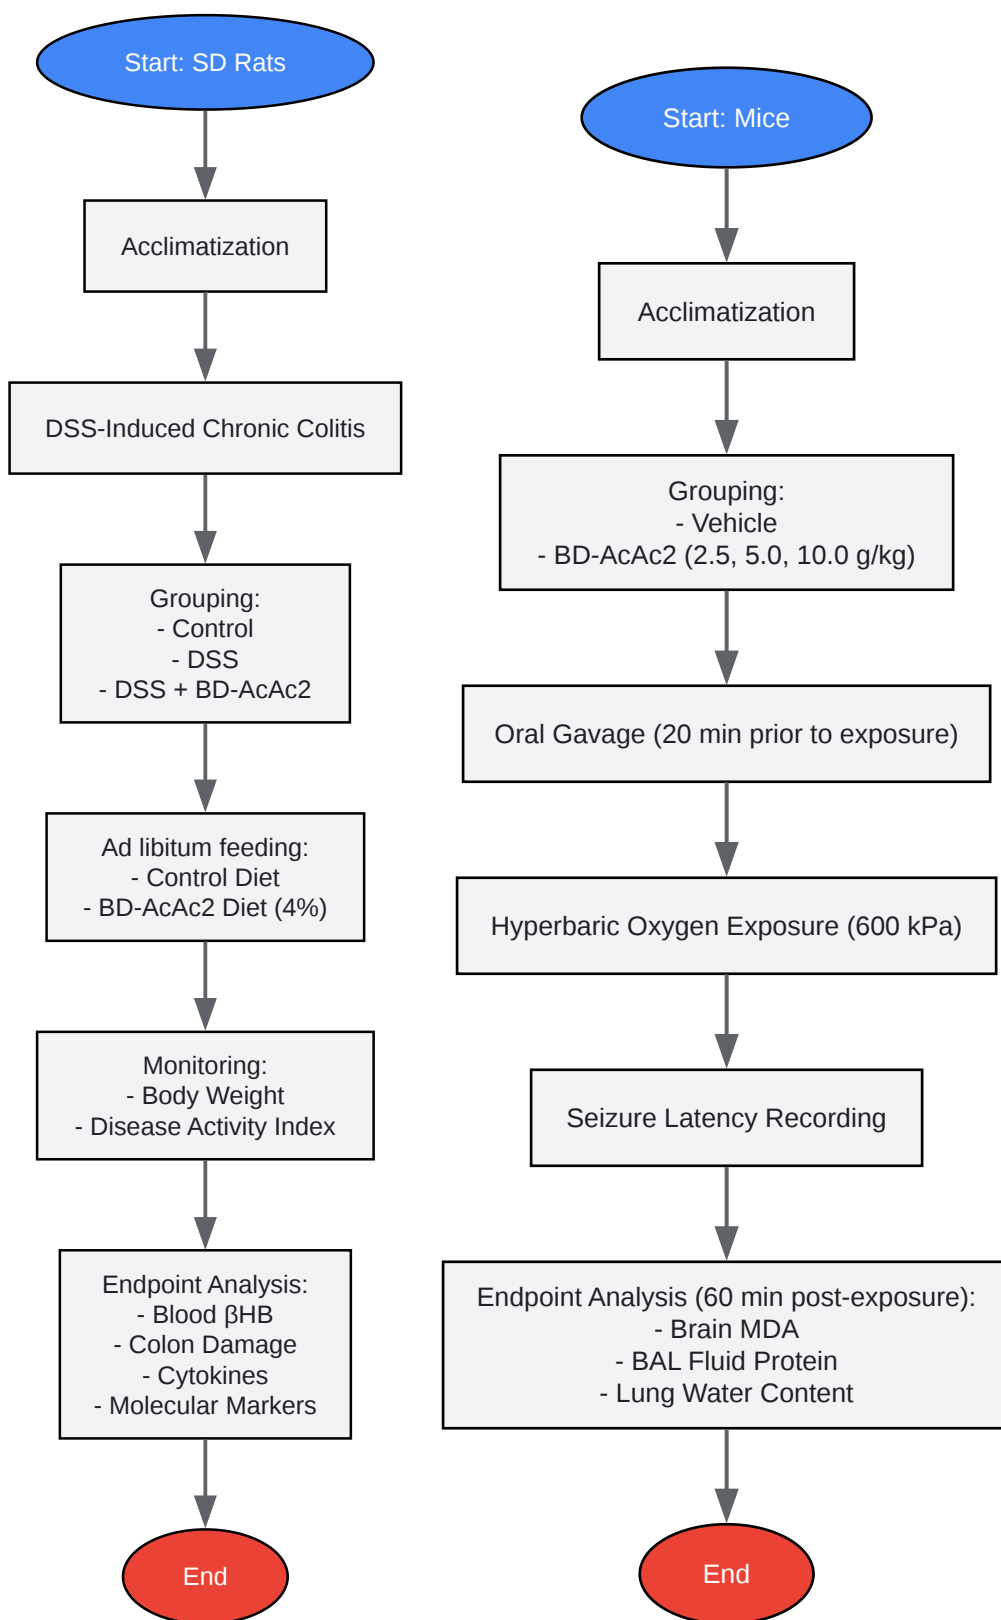 Start: SD Rats
Acclimatization
DSS-Induced Chronic Colitis
Grouping:
- Control
- DSS
- DSS + BD-AcAc2
Ad libitum feeding:
- Control Diet
- BD-AcAc2 Diet (4%)
Monitoring:
- Body Weight
- Disease Activity Index
Endpoint Analysis:
- Blood βHB
- Colon Damage
- Cytokines
- Molecular Markers
End
Start: Mice
Acclimatization
Grouping:
- Vehicle
- BD-AcAc2 (2.5, 5.0, 10.0 g/kg)
Oral Gavage (20 min prior to exposure)
Hyperbaric Oxygen Exposure (600 kPa)
Seizure Latency Recording
Endpoint Analysis (60 min post-exposure):
- Brain MDA
- BAL Fluid Protein
- Lung Water Content
End